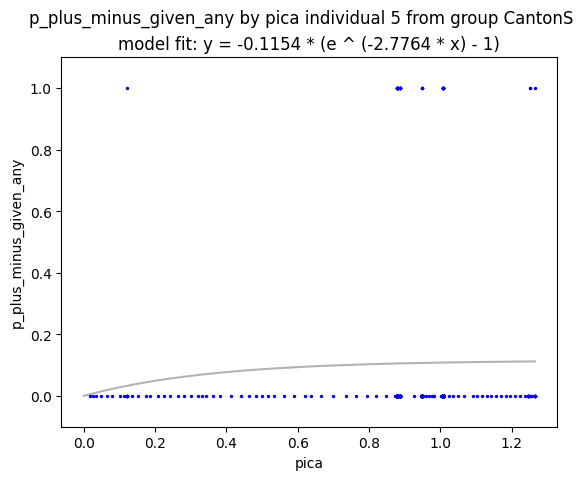 p_plus_minus_given_any by pica individual 5 from group CantonS
model fit: y = -0.1154 * (e ^ (-2.7764 * x) - 1)
1.0
0.8
0.6
0.4
0.2
0.0
p_plus_minus_given_any
0.0 0.2 0.4 0.6 0.8 1.0 1.2
pica